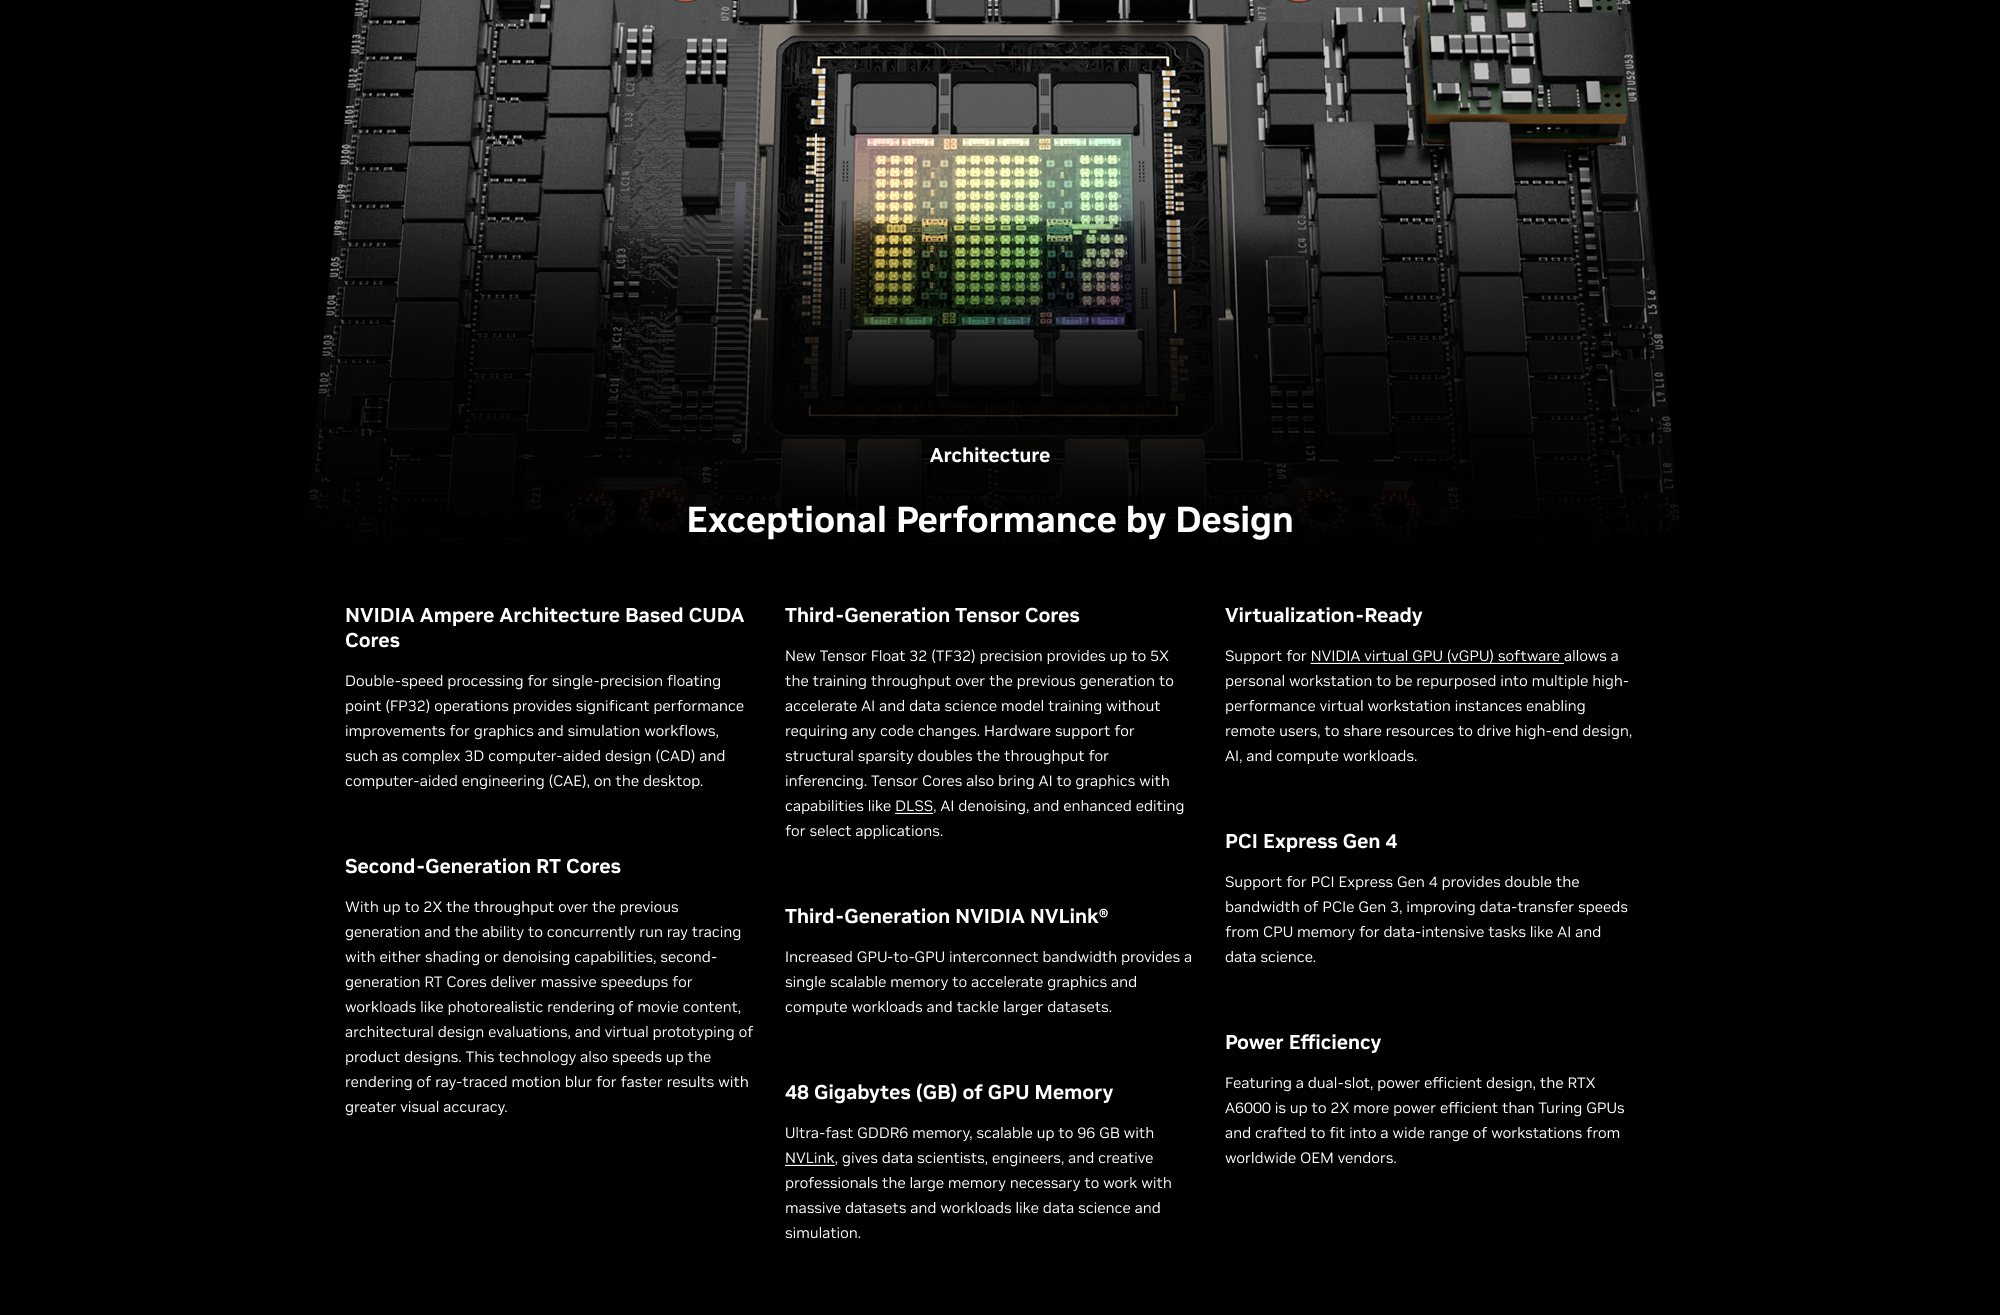 Architecture
Exceptional Performance by Design
NVIDIA Ampere Architecture Based CUDA
Cores
Double-speed processing for single-precision floating
point (FP32) operations provides significant performance
improvements for graphics and simulation workflows,
such as complex 3D computer-aided design (CAD) and
computer-aided engineering (CAE), on the desktop.
Second-Generation RT Cores
With up to 2X the throughput over the previous
generation and the ability to concurrently run ray tracing
with either shading or denoising capabilities, second-
generation RT Cores deliver massive speedups for
workloads like photorealistic rendering of movie content,
architectural design evaluations, and virtual prototyping of
product designs. This technology also speeds up the
rendering of ray-traced motion blur for faster results with
greater visual accuracy.
Third-Generation Tensor Cores
New Tensor Float 32 (TF32) precision provides up to 5X
the training throughput over the previous generation to
accelerate AI and data science model training without
requiring any code changes. Hardware support for
structural sparsity doubles the throughput for
inferencing. Tensor Cores also bring AI to graphics with
capabilities like DLSS, AI denoising, and enhanced editing
for select applications.
Third-Generation NVIDIA NVLink®
Increased GPU-to-GPU interconnect bandwidth provides a
single scalable memory to accelerate graphics and
compute workloads and tackle larger datasets.
48 Gigabytes (GB) of GPU Memory
Ultra-fast GDDR6 memory, scalable up to 96 GB with
NVLink, gives data scientists, engineers, and creative
professionals the large memory necessary to work with
massive datasets and workloads like data science and
simulation.
Virtualization-Ready
Support for NVIDIA virtual GPU (vGPU) software allows a
personal workstation to be repurposed into multiple high-
performance virtual workstation instances enabling
remote users, to share resources to drive high-end design,
AI, and compute workloads.
PCI Express Gen 4
Support for PCI Express Gen 4 provides double the
bandwidth of PCIe Gen 3, improving data-transfer speeds
from CPU memory for data-intensive tasks like AI and
data science.
Power Efficiency
Featuring a dual-slot, power efficient design, the RTX
A6000 is up to 2X more power efficient than Turing GPUs
and crafted to fit into a wide range of workstations from
worldwide OEM vendors.